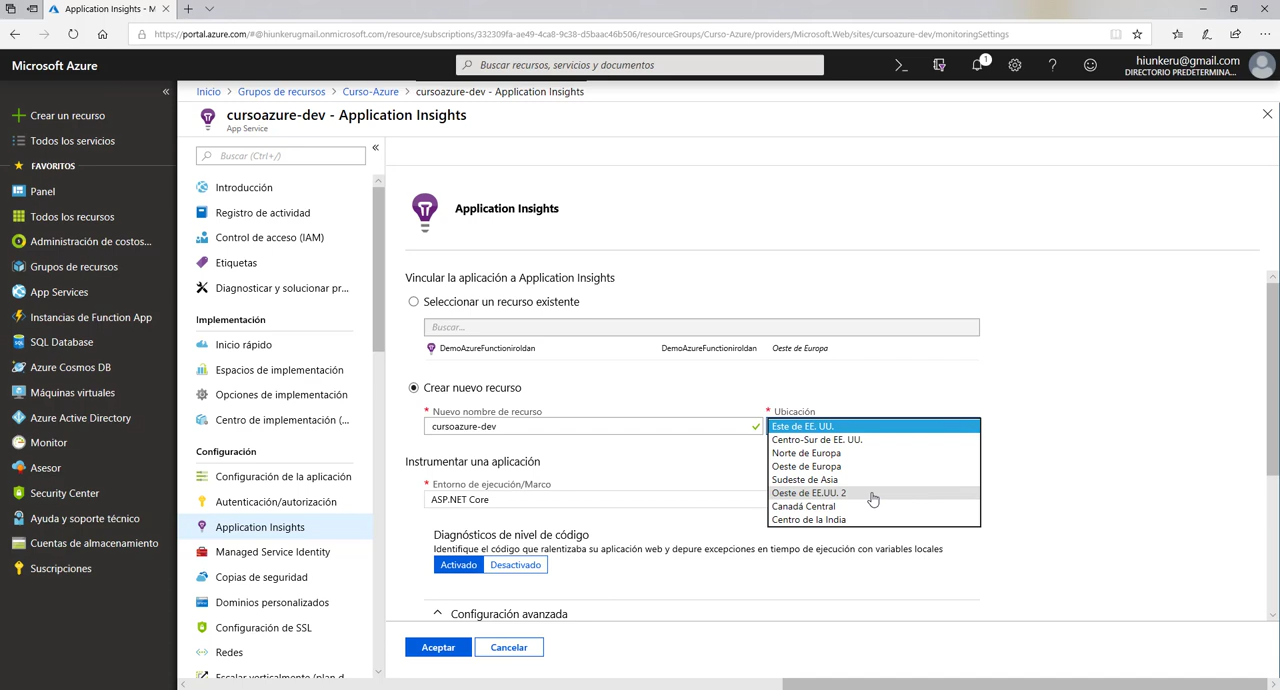 Application Insights - M
https://portal.azure.com/#@hiunkerugmail.onmicrosoft.com/resource/subscriptions/332309fa-ae49-4ca8-9c38-d5baac46b506/resourceGroups/Curso-Azure/providers/Microsoft.Web/sites/cursoazure-dev/monitoringSettings
Microsoft Azure
Buscar recursos, servicios y documentos
1
hiunkeru@gmail.com
DIRECTORIO PREDETERMINA...
Crear un recurso
Todos los servicios
FAVORITOS
Panel
Todos los recursos
Administración de costos...
Grupos de recursos
App Services
Instancias de Function App
SQL Database
Azure Cosmos DB
Máquinas virtuales
Azure Active Directory
Monitor
Asesor
Security Center
Ayuda y soporte técnico
Cuentas de almacenamiento
Suscripciones
Inicio > Grupos de recursos > Curso-Azure > cursoazure-dev - Application Insights
cursoazure-dev - Application Insights
App Service
Buscar (Ctrl+/)
Introducción
Registro de actividad
Control de acceso (IAM)
Etiquetas
Diagnosticar y solucionar pr...
Implementación
Inicio rápido
Espacios de implementación
Opciones de implementación
Centro de implementación (...
Configuración
Configuración de la aplicación
Autenticación/autorización
Application Insights
Managed Service Identity
Copias de seguridad
Dominios personalizados
Configuración de SSL
Redes
Escalar verticalmente (plan d...
Application Insights
Vincular la aplicación a Application Insights
Seleccionar un recurso existente
Buscar...
DemoAzureFunctioniroldan DemoAzureFunctioniroldan Oeste de Europa
Crear nuevo recurso
* Nuevo nombre de recurso
cursoazure-dev
* Ubicación
Este de EE. UU.
Centro-Sur de EE. UU.
Norte de Europa
Oeste de Europa
Sudeste de Asia
Oeste de EE.UU. 2
Canadá Central
Centro de la India
Instrumentar una aplicación
* Entorno de ejecución/Marco
ASP.NET Core
Diagnósticos de nivel de código
Identifique el código que ralentizaba su aplicación web y depure excepciones en tiempo de ejecución con variables locales
Activado Desactivado
Configuración avanzada
Aceptar Cancelar